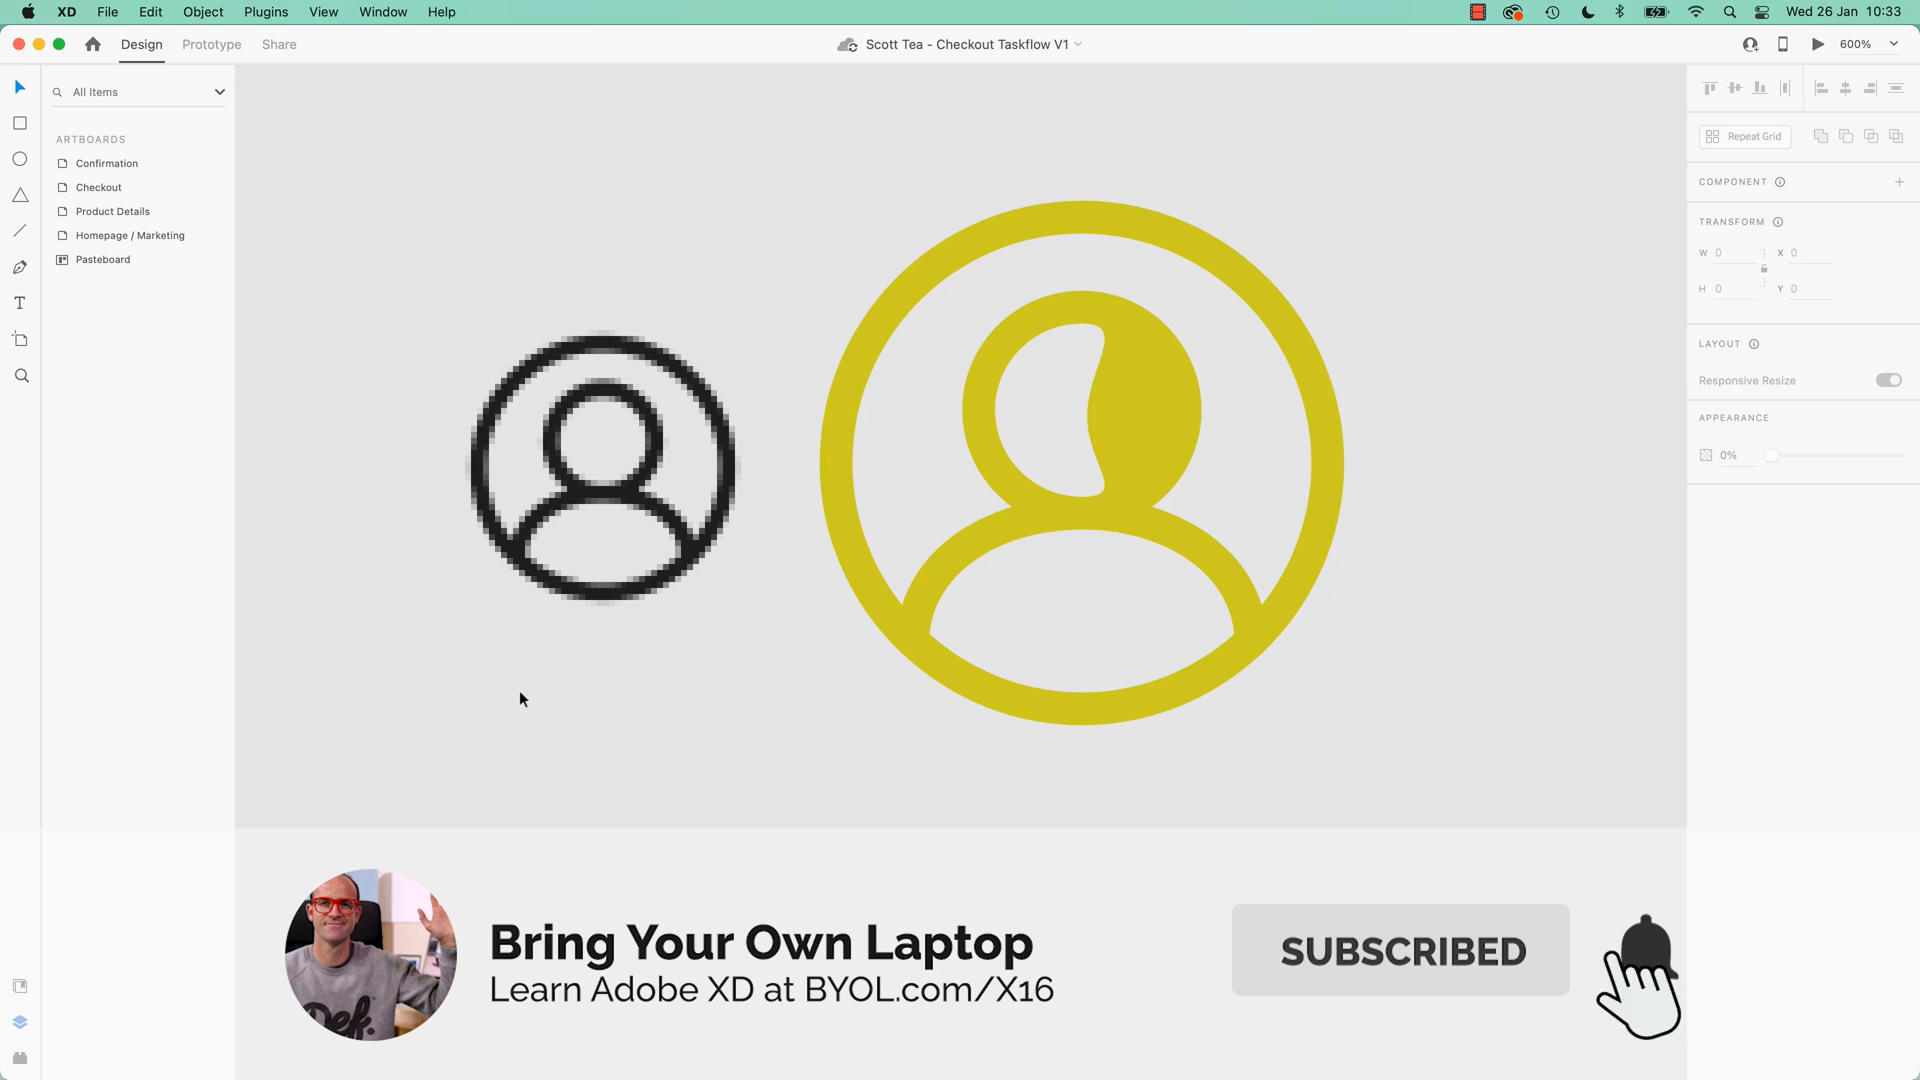 XD File Edit Object Plugins View Window Help
Wed 26 Jan 10:33
Design Prototype Share
Scott Tea - Checkout Taskflow V1
600%
All Items
ARTBOARDS
Confirmation
Checkout
Product Details
Homepage / Marketing
Pasteboard
Repeat Grid
COMPONENT
TRANSFORM
W 0 X 0
H 0 Y 0
LAYOUT
Responsive Resize
APPEARANCE
0%
Def.
Bring Your Own Laptop
Learn Adobe XD at BYOL.com/X16
SUBSCRIBED